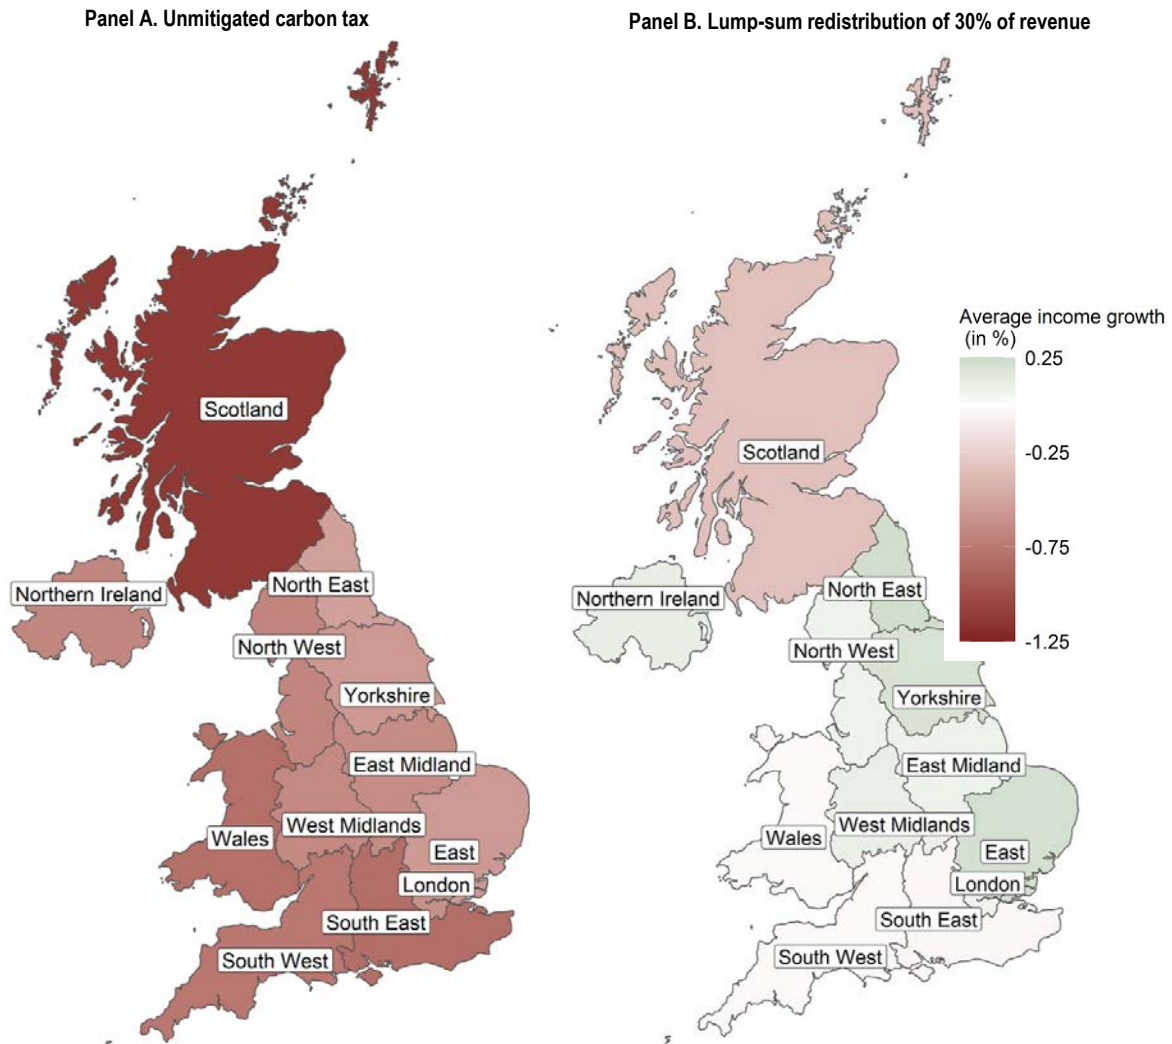 Panel A. Unmitigated carbon tax
Panel B. Lump-sum redistribution of 30% of revenue
Scotland
Northern Ireland
North East
North West
Yorkshire
East Midland
West Midlands
Wales
East
London
South East
South West
Scotland
Northern Ireland
North East
North West
Yorkshire
East Midland
West Midlands
Wales
East
London
South East
South West
Average income growth
(in %)
0.25
-0.25
-0.75
-1.25